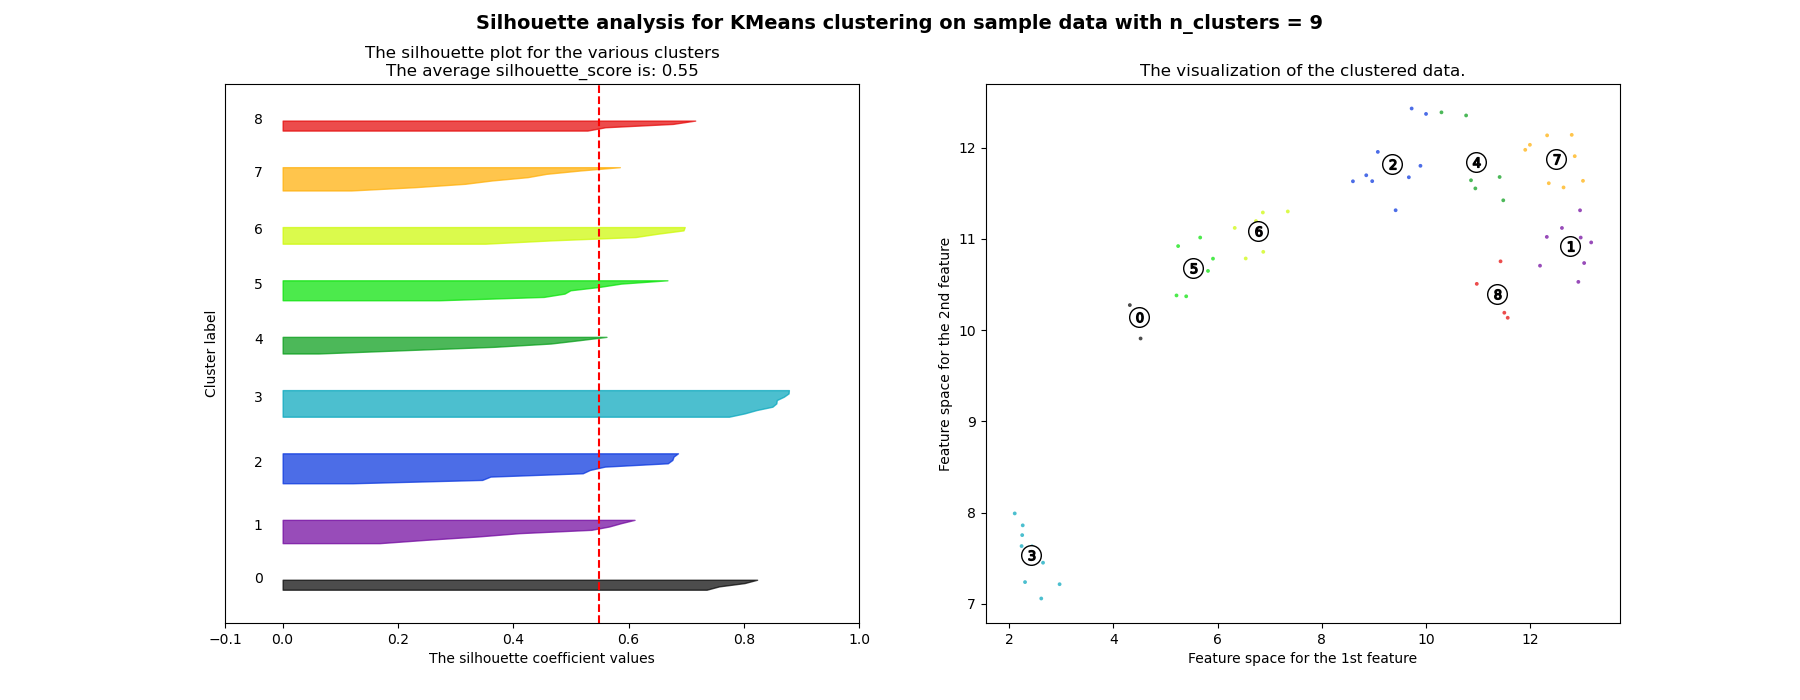 Silhouette analysis for KMeans clustering on sample data with n_clusters = 9
The silhouette plot for the various clusters
The average silhouette_score is: 0.55
8
7
6
5
4
3
2
1
0
Cluster label
−0.1 0.0 0.2 0.4 0.6 0.8 1.0
The silhouette coefficient values
The visualization of the clustered data.
12
11
10
9
8
7
Feature space for the 2nd feature
2
4
7
1
6
5
8
0
3
2 4 6 8 10 12
Feature space for the 1st feature